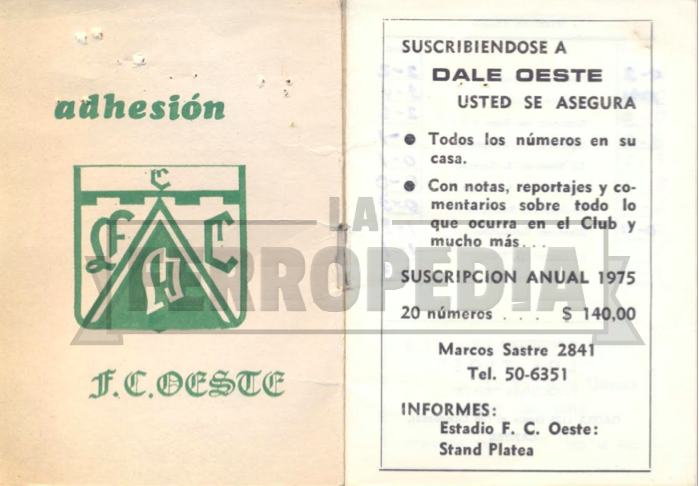 adhesión
C
F C
H
F.C.OESTE
SUSCRIBIENDOSE A
DALE OESTE
USTED SE ASEGURA
● Todos los números en su
casa.
● Con notas, reportajes y co-
mentarios sobre todo lo
que ocurra en el Club y
mucho más...
SUSCRIPCION ANUAL 1975
20 números . . . $ 140,00
Marcos Sastre 2841
Tel. 50-6351
INFORMES:
Estadio F. C. Oeste:
Stand Platea
LA
FERROPEDIA